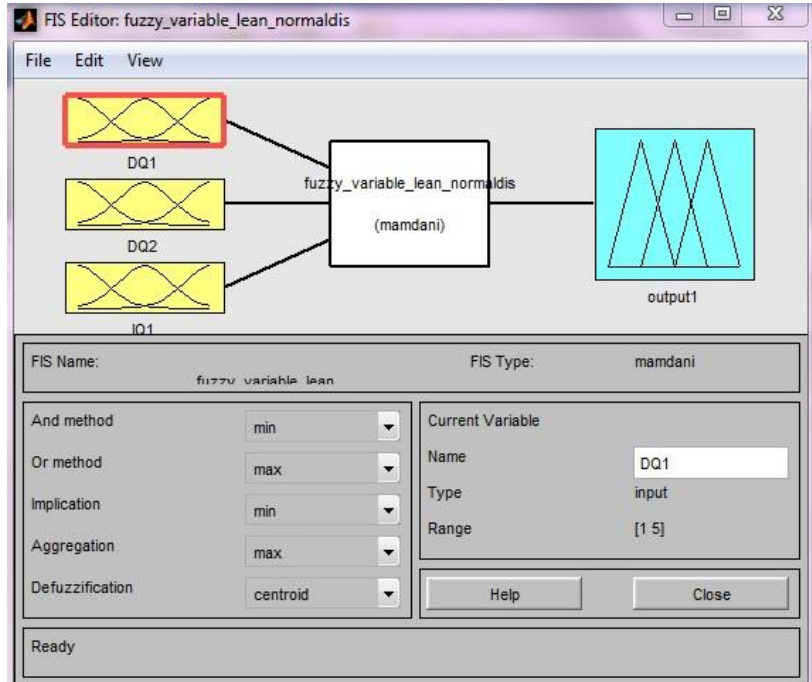 FIS Editor: fuzzy_variable_lean_normaldis
File Edit View
DQ1
DQ2
IQ1
fuzzy_variable_lean_normaldis
(mamdani)
output1
FIS Name:
fuzzy_variable_lean
FIS Type: mamdani
And method min
Or method max
Implication min
Aggregation max
Defuzzification centroid
Current Variable
Name DQ1
Type input
Range [1 5]
Help Close
Ready